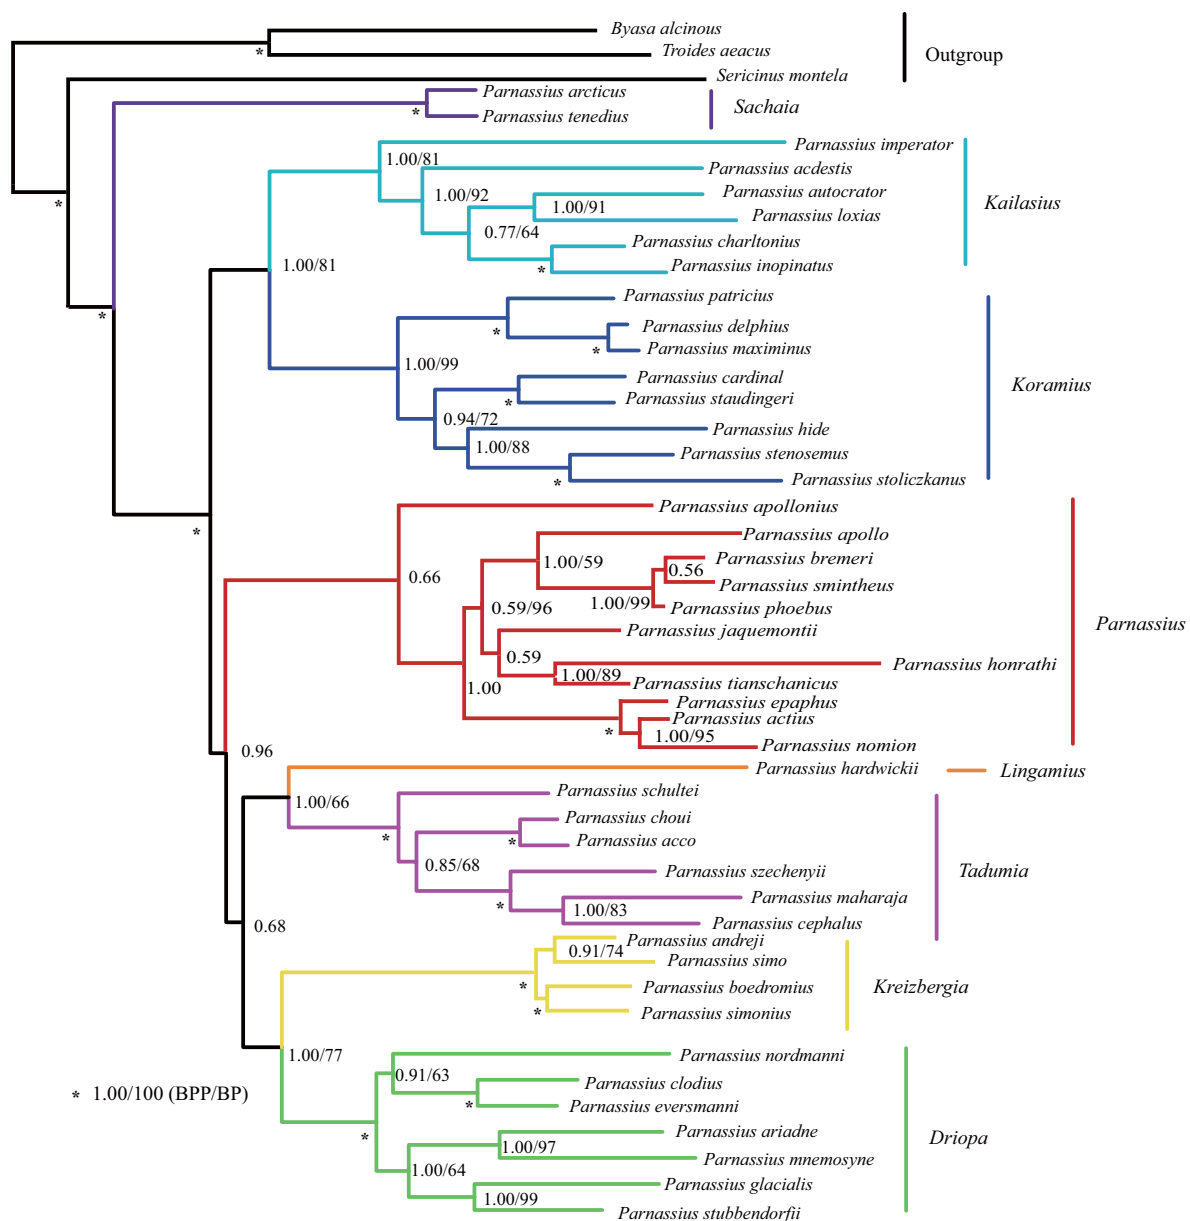 Byasa alcinous
*
Troides aeacus
Outgroup
Sericinus montela
Parnassius arcticus
*
Parnassius tenedius
Sachaia
*
Parnassius imperator
1.00/81
Parnassius acdestis
1.00/92
Parnassius autocrator
1.00/91
Parnassius loxias
Kailasius
0.77/64
Parnassius charltonius
*
Parnassius inopinatus
1.00/81
Parnassius patricius
*
*
Parnassius delphius
*
Parnassius maximinus
1.00/99
Parnassius cardinal
*
Parnassius staudingeri
Koramius
0.94/72
Parnassius hide
1.00/88
Parnassius stenosemus
*
Parnassius stoliczkanus
Parnassius apollonius
*
Parnassius apollo
1.00/59
Parnassius bremeri
0.56
0.66
Parnassius smintheus
1.00/99
Parnassius phoebus
0.59/96
Parnassius jaquemontii
Parnassius
0.59
Parnassius honrathi
1.00/89
Parnassius tianschanicus
1.00
Parnassius epaphus
*
Parnassius actius
1.00/95
Parnassius nomion
0.96
Parnassius hardwickii
Lingamius
1.00/66
Parnassius schultei
*
Parnassius choui
*
Parnassius acco
0.85/68
Parnassius szechenyii
Tadumia
*
Parnassius maharaja
1.00/83
Parnassius cephalus
0.68
Parnassius andreji
0.91/74
Parnassius simo
*
Parnassius boedromius
Kreizbergia
*
Parnassius simonius
1.00/77
Parnassius nordmanni
0.91/63
Parnassius clodius
* 1.00/100 (BPP/BP)
*
Parnassius eversmanni
*
Parnassius ariadne
Driopa
1.00/97
Parnassius mnemosyne
1.00/64
Parnassius glacialis
1.00/99
Parnassius stubbendorfii